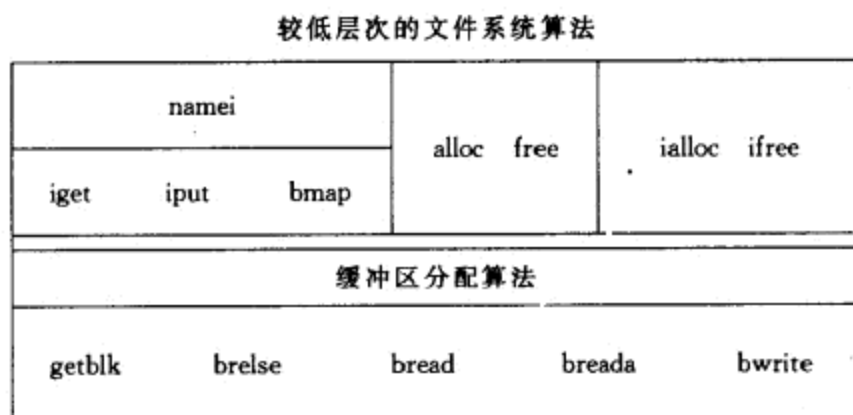 较低层次的文件系统算法
namei
alloc free
ialloc ifree
iget iput bmap
缓冲区分配算法
getblk brelse bread breada bwrite